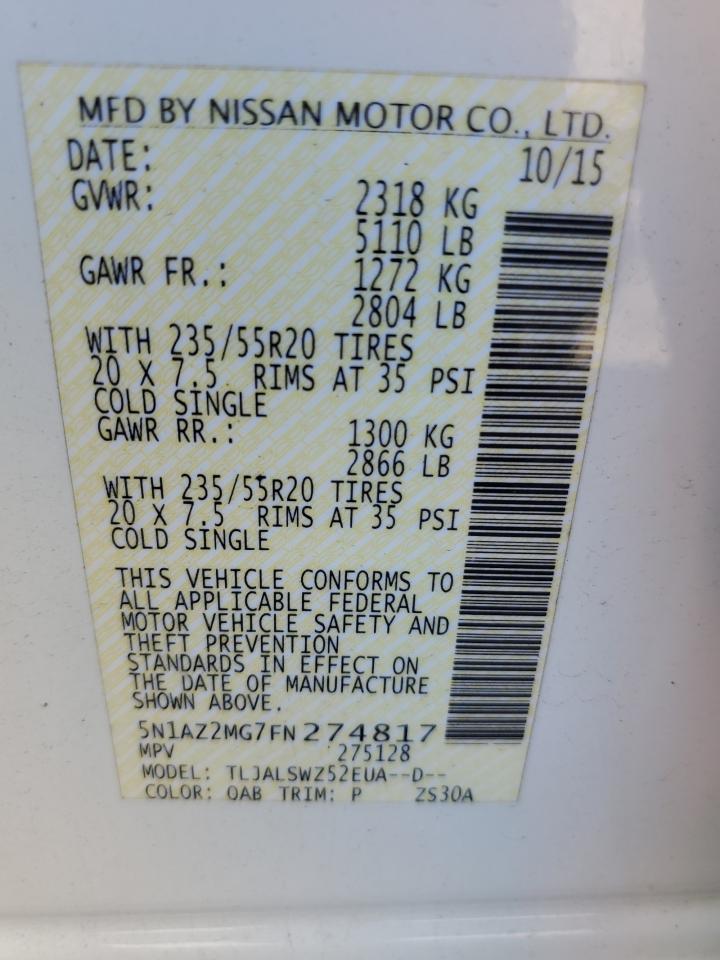 MFD BY NISSAN MOTOR CO., LTD.
DATE: 10/15
GVWR: 2318 KG
5110 LB
GAWR FR.: 1272 KG
2804 LB
WITH 235/55R20 TIRES
20 X 7.5 RIMS AT 35 PSI
COLD SINGLE
GAWR RR.: 1300 KG
2866 LB
WITH 235/55R20 TIRES
20 X 7.5 RIMS AT 35 PSI
COLD SINGLE
THIS VEHICLE CONFORMS TO
ALL APPLICABLE FEDERAL
MOTOR VEHICLE SAFETY AND
THEFT PREVENTION
STANDARDS IN EFFECT ON
THE DATE OF MANUFACTURE
SHOWN ABOVE.
5N1AZ2MG7FN274817
MPV 275128
MODEL: TLJALSWZ52EUA--D--
COLOR: QAB TRIM: P ZS30A